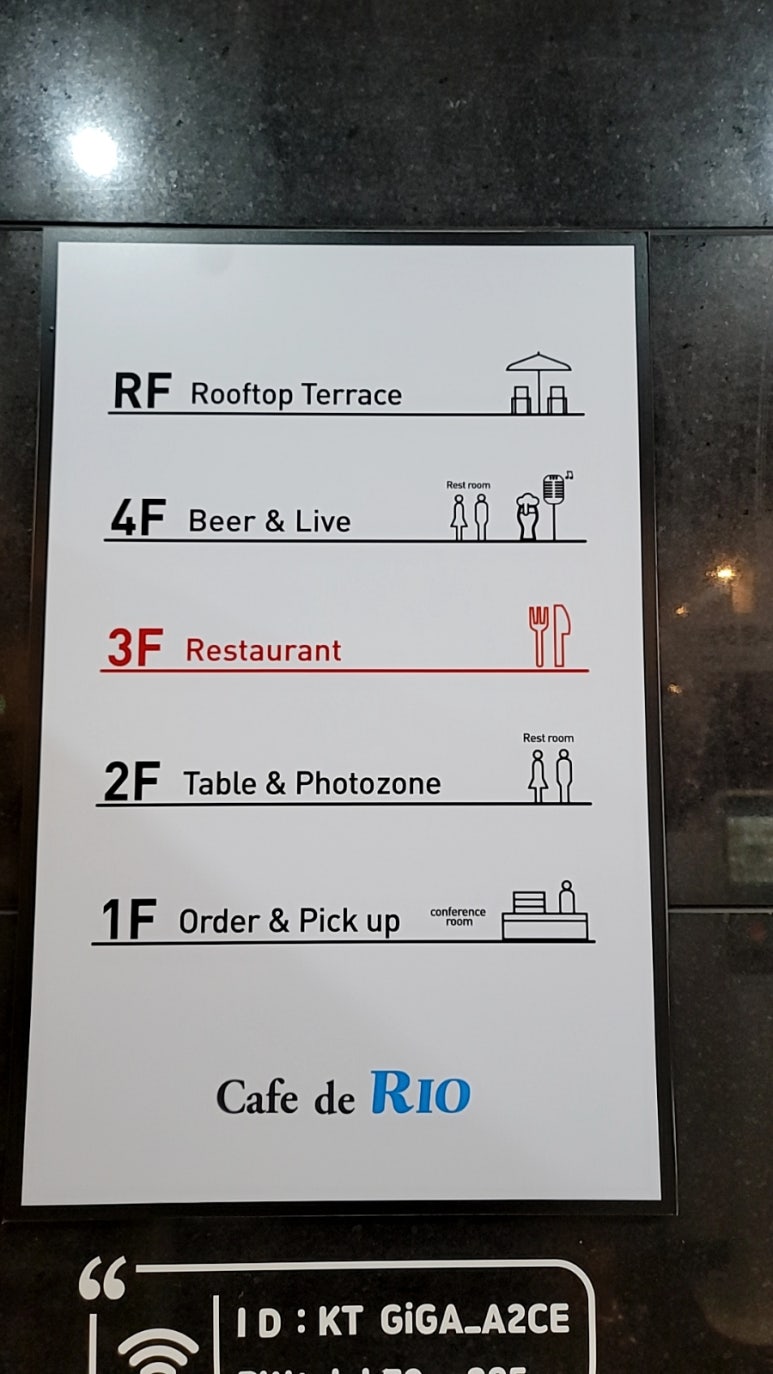 RF Rooftop Terrace
4F Beer & Live
Rest room
3F Restaurant
2F Table & Photozone
Rest room
1F Order & Pick up
conference
room
Cafe de RIO
ID : KT GiGA_A2CE